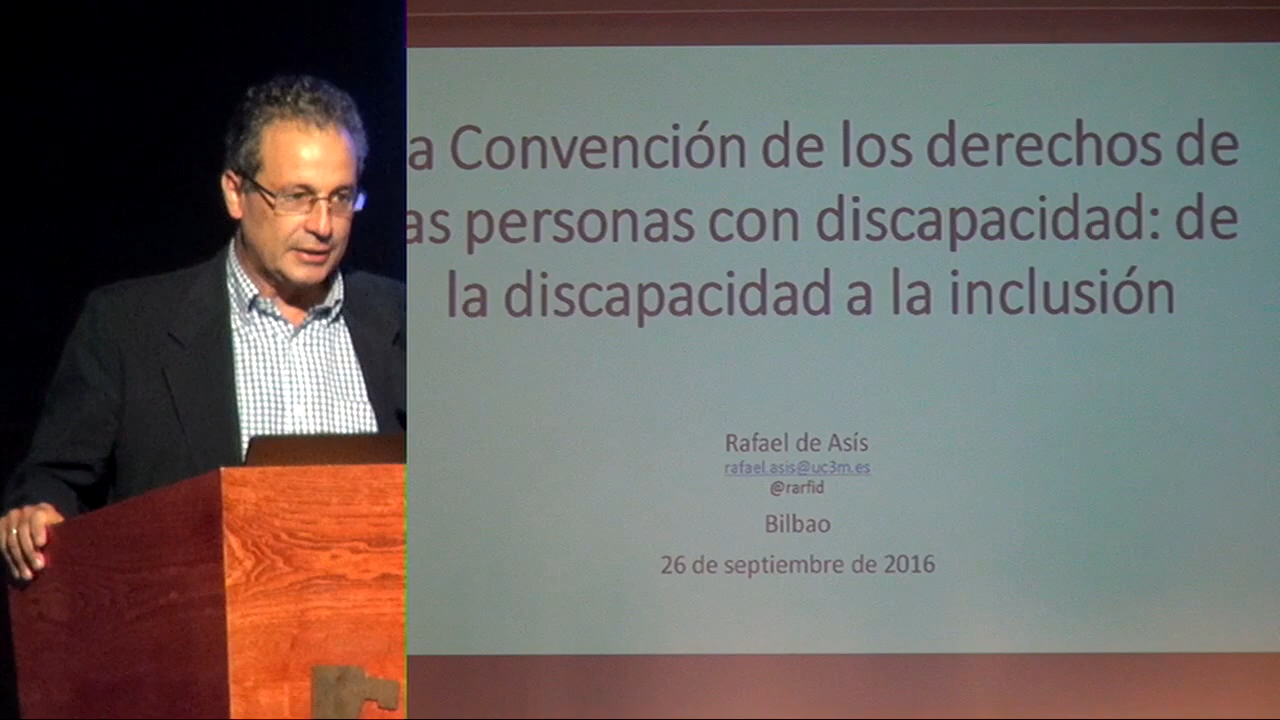 a Convención de los derechos de
as personas con discapacidad: de
la discapacidad a la inclusión
Rafael de Asís
rafael.asis@uc3m.es
@rarfid
Bilbao
26 de septiembre de 2016